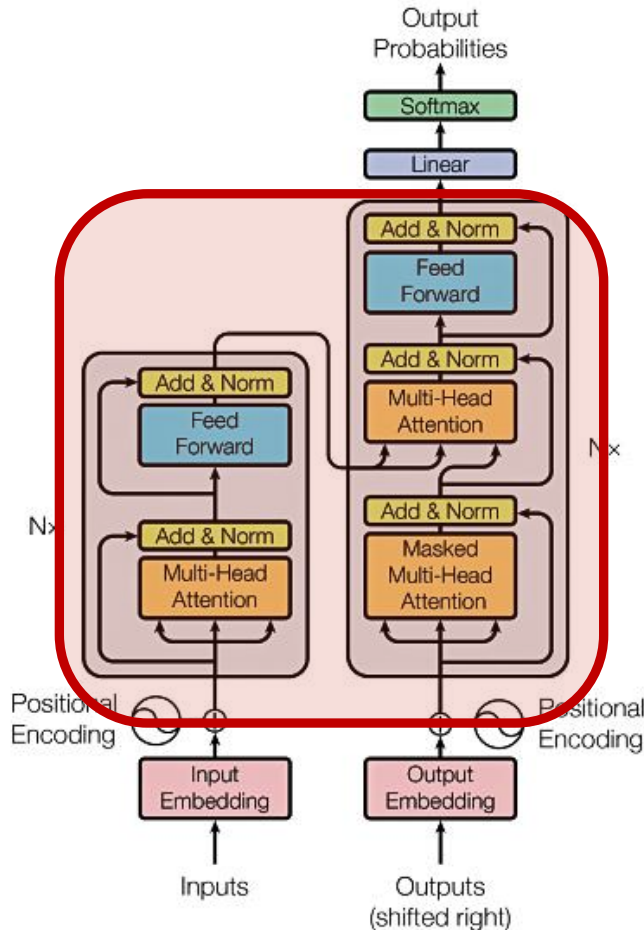 Output
Probabilities
Softmax
Linear
Add & Norm
Feed
Forward
Add & Norm
Multi-Head
Attention
Add & Norm
Masked
Multi-Head
Attention
N×
Add & Norm
Feed
Forward
Add & Norm
Multi-Head
Attention
N×
Positional
Encoding
Positional
Encoding
Input
Embedding
Output
Embedding
Inputs
Outputs
(shifted right)